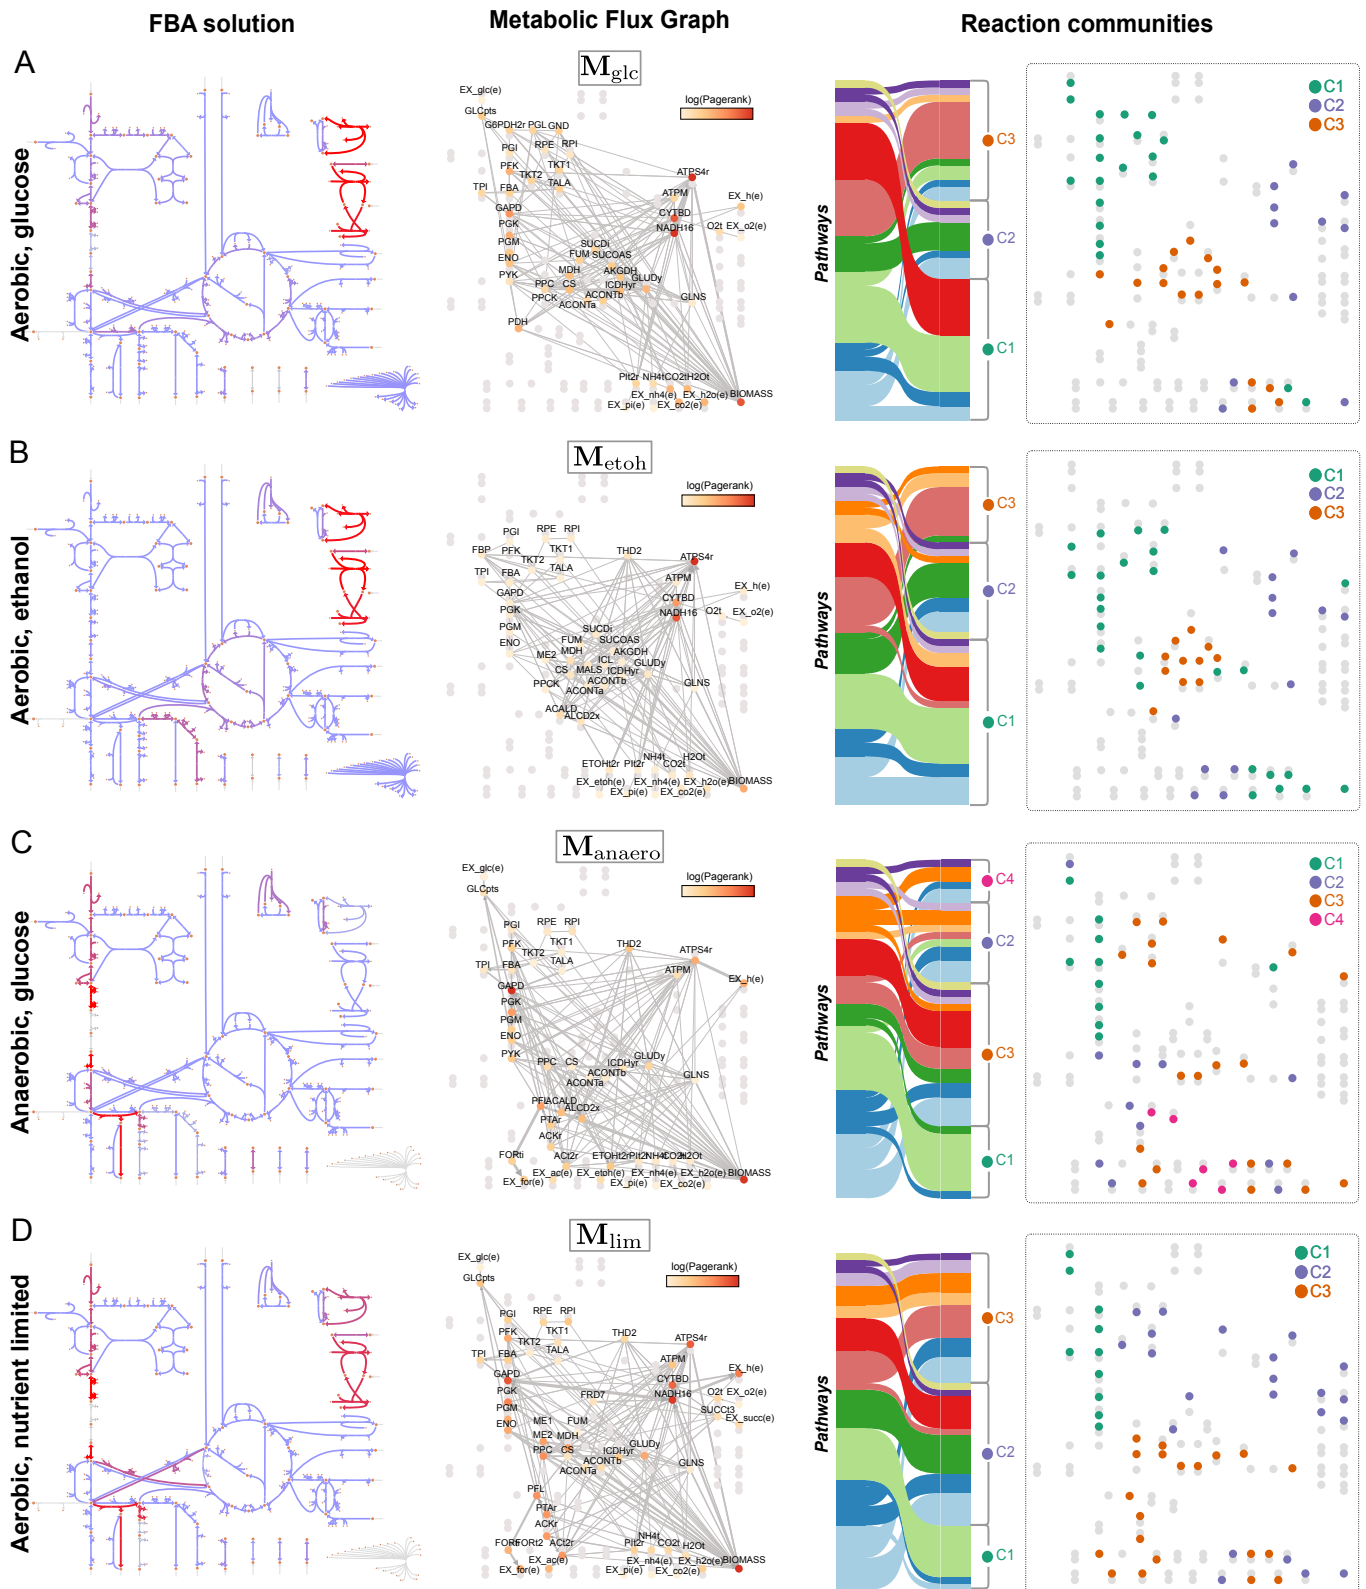 FBA solution
Metabolic Flux Graph
Reaction communities
A
Aerobic, glucose
M_glc
log(Pagerank)
EX_glc(e)
GLCpts
G6PDH2r PGL GND
PGI RPE RPI
PFK TKT1
TKT2 TALA
TPI FBA
ATPS4r
ATPM
EX_h(e)
GAPD
CYTBD
PGK
NADH16
O2t EX_o2(e)
PGM
SUCDi
ENO
FUM SUCOAS
PYK
MDH AKGDH
GLUDy
PPC CS ICDHyr
ACONTb
PPCK ACONTa
GLNS
PDH
PIt2r NH4t CO2t H2Ot
EX_nh4(e) EX_h2o(e)
BIOMASS
EX_pi(e) EX_co2(e)
Pathways
C3
C2
C1
C1
C2
C3
B
Aerobic, ethanol
M_etoh
log(Pagerank)
PGI RPE RPI
FBP PFK TKT1
THD2
TKT2 TALA
ATPS4r
TPI FBA
ATPM
EX_h(e)
GAPD
CYTBD
PGK
NADH16
O2t EX_o2(e)
PGM
SUCDi
ENO
FUM SUCOAS
ME2 MDH AKGDH
ICL GLUDy
CS MALS ICDHyr
ACONTb
PPCK ACONTa
GLNS
ACALD
ALCD2x
NH4t H2Ot
ETOHt2r PIt2r CO2t
EX_etoh(e) EX_nh4(e) EX_h2o(e)
BIOMASS
EX_pi(e) EX_co2(e)
Pathways
C3
C2
C1
C1
C2
C3
C
Anaerobic, glucose
M_anaero
log(Pagerank)
EX_glc(e)
GLCpts
PGI RPE RPI
PFK TKT1
THD2
TKT2 TALA
ATPS4r
TPI FBA
ATPM
EX_h(e)
GAPD
PGK
PGM
ENO
PYK
PPC CS ICDHyr GLUDy
ACONTb
ACONTa
GLNS
PFL ACALD
ALCD2x
PTAr
ACKr
FORti
ACt2r
ETOHt2r PIt2r NH4t CO2t H2Ot
EX_ac(e) EX_etoh(e) EX_nh4(e) EX_h2o(e)
BIOMASS
EX_for(e) EX_pi(e) EX_co2(e)
Pathways
C4
C2
C3
C1
C1
C2
C3
C4
D
Aerobic, nutrient limited
M_lim
log(Pagerank)
EX_glc(e)
GLCpts
PGI RPE RPI
PFK TKT1
THD2
TKT2 TALA
ATPS4r
TPI FBA
ATPM
EX_h(e)
GAPD
CYTBD
PGK
FRD7
NADH16
O2t EX_o2(e)
PGM
SUCCt3
ENO
ME1 FUM
EX_succ(e)
ME2 MDH
PPC CS ICDHyr GLUDy
ACONTb
ACONTa
GLNS
PFL
PTAr
ACKr
NH4t
FORt2 ACt2r
PIt2r CO2t H2Ot
EX_ac(e)
EX_for(e)
EX_nh4(e) EX_h2o(e)
BIOMASS
EX_pi(e) EX_co2(e)
Pathways
C3
C2
C1
C1
C2
C3